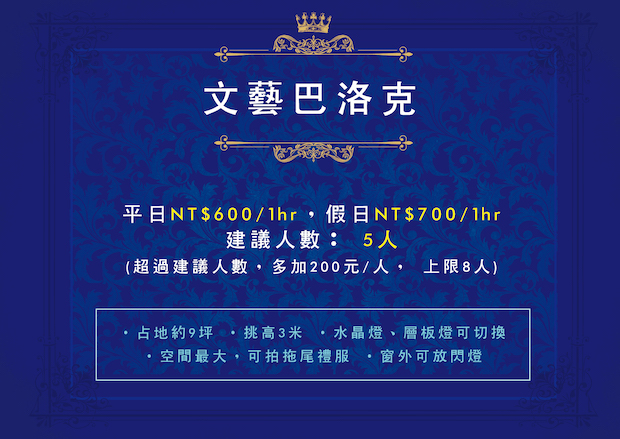 文藝巴洛克
平日NT$600/1hr，假日NT$700/1hr
建議人數： 5人
(超過建議人數，多加200元/人， 上限8人)
・占地約9坪 ・挑高3米 ・水晶燈、層板燈可切換
・空間最大，可拍拖尾禮服 ・窗外可放閃燈